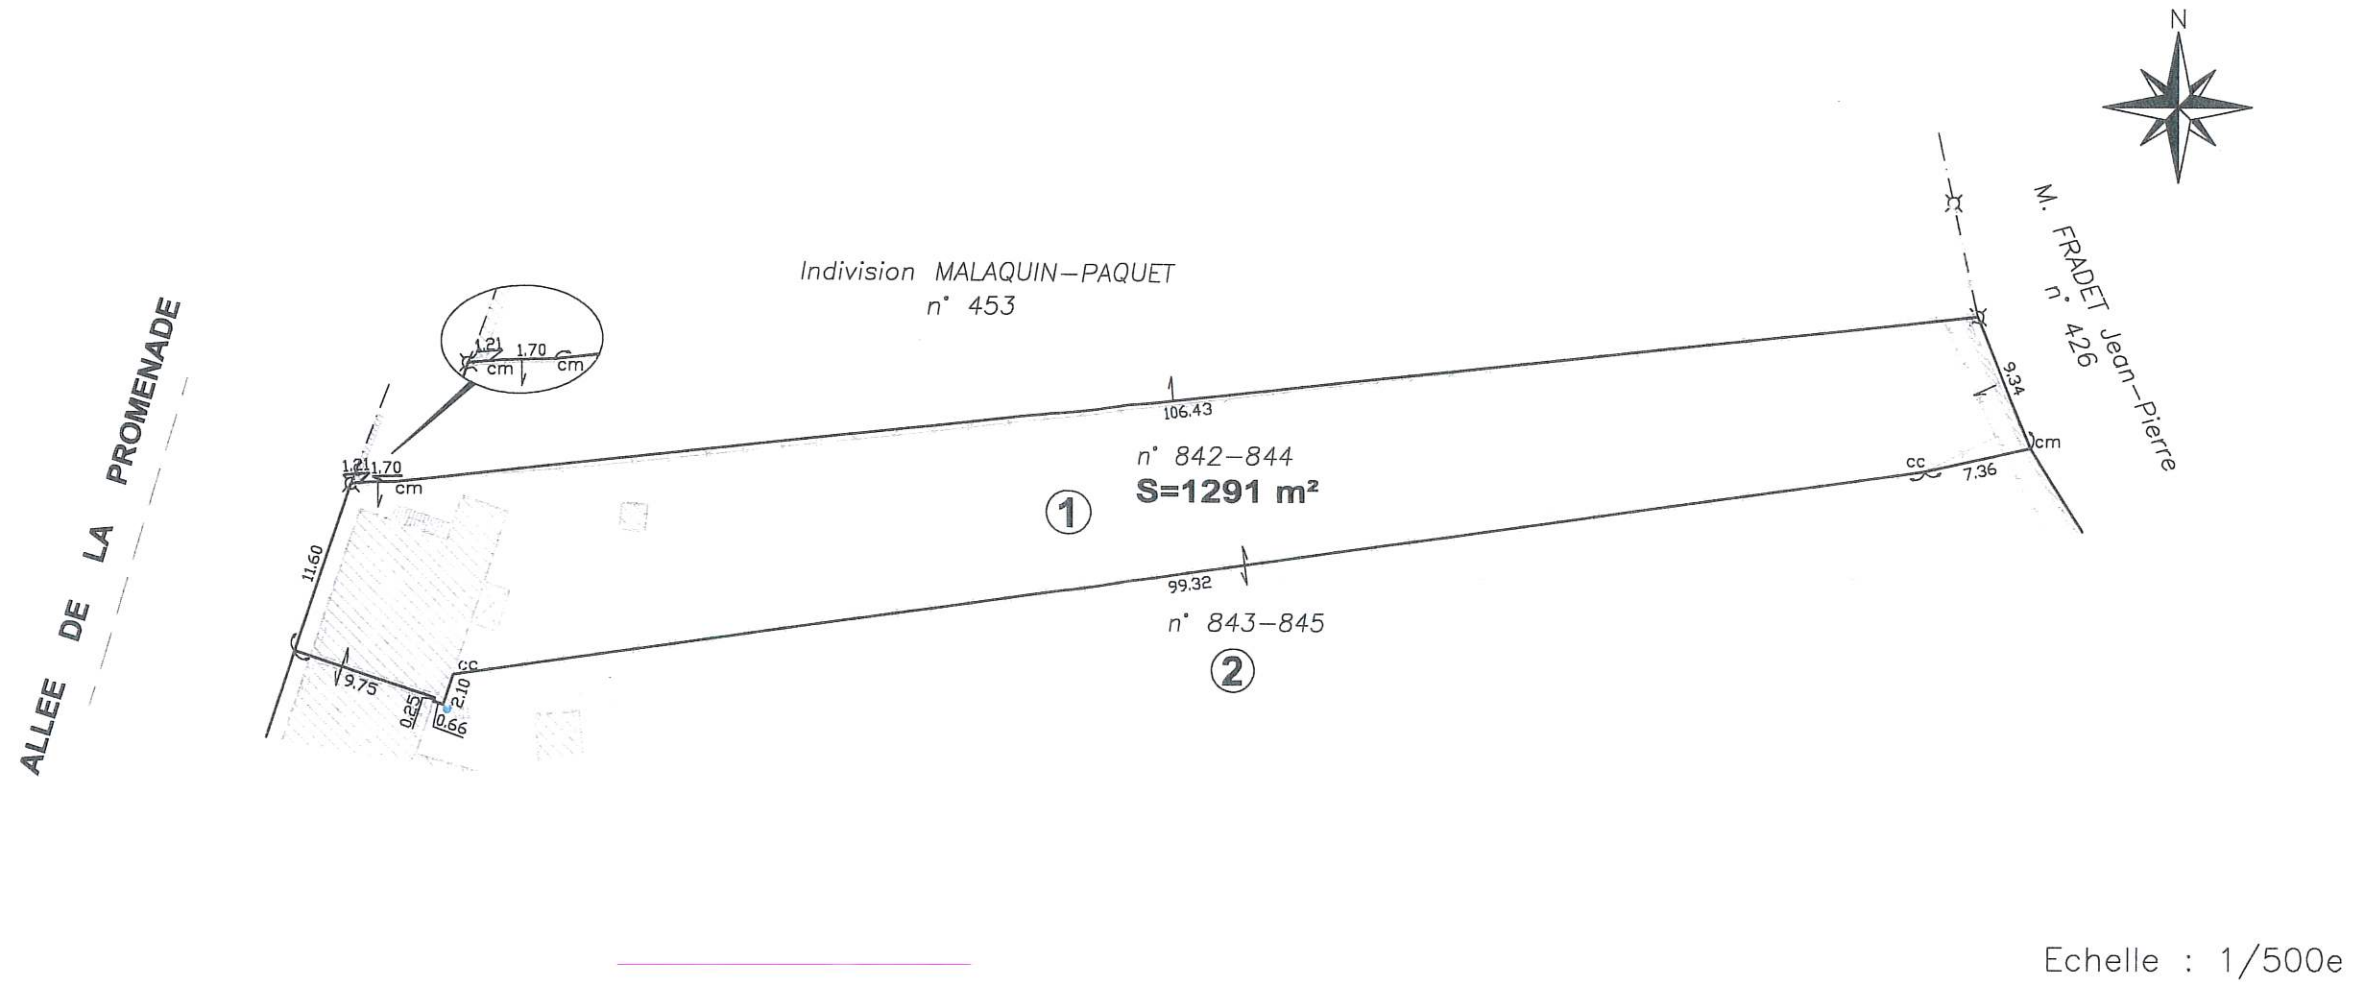 N
M. FRADET Jean-Pierre
n° 426
Indivision MALAQUIN-PAQUET
n° 453
ALLEE DE LA PROMENADE
1.21 1.70
cm cm
1.21 1.70
cm
106.43
9.34
cm
n° 842-844
S=1291 m²
1
cc
7.36
11.60
99.32
n° 843-845
2
cc
9.75
2.10
0.25
0.66
Echelle : 1/500e